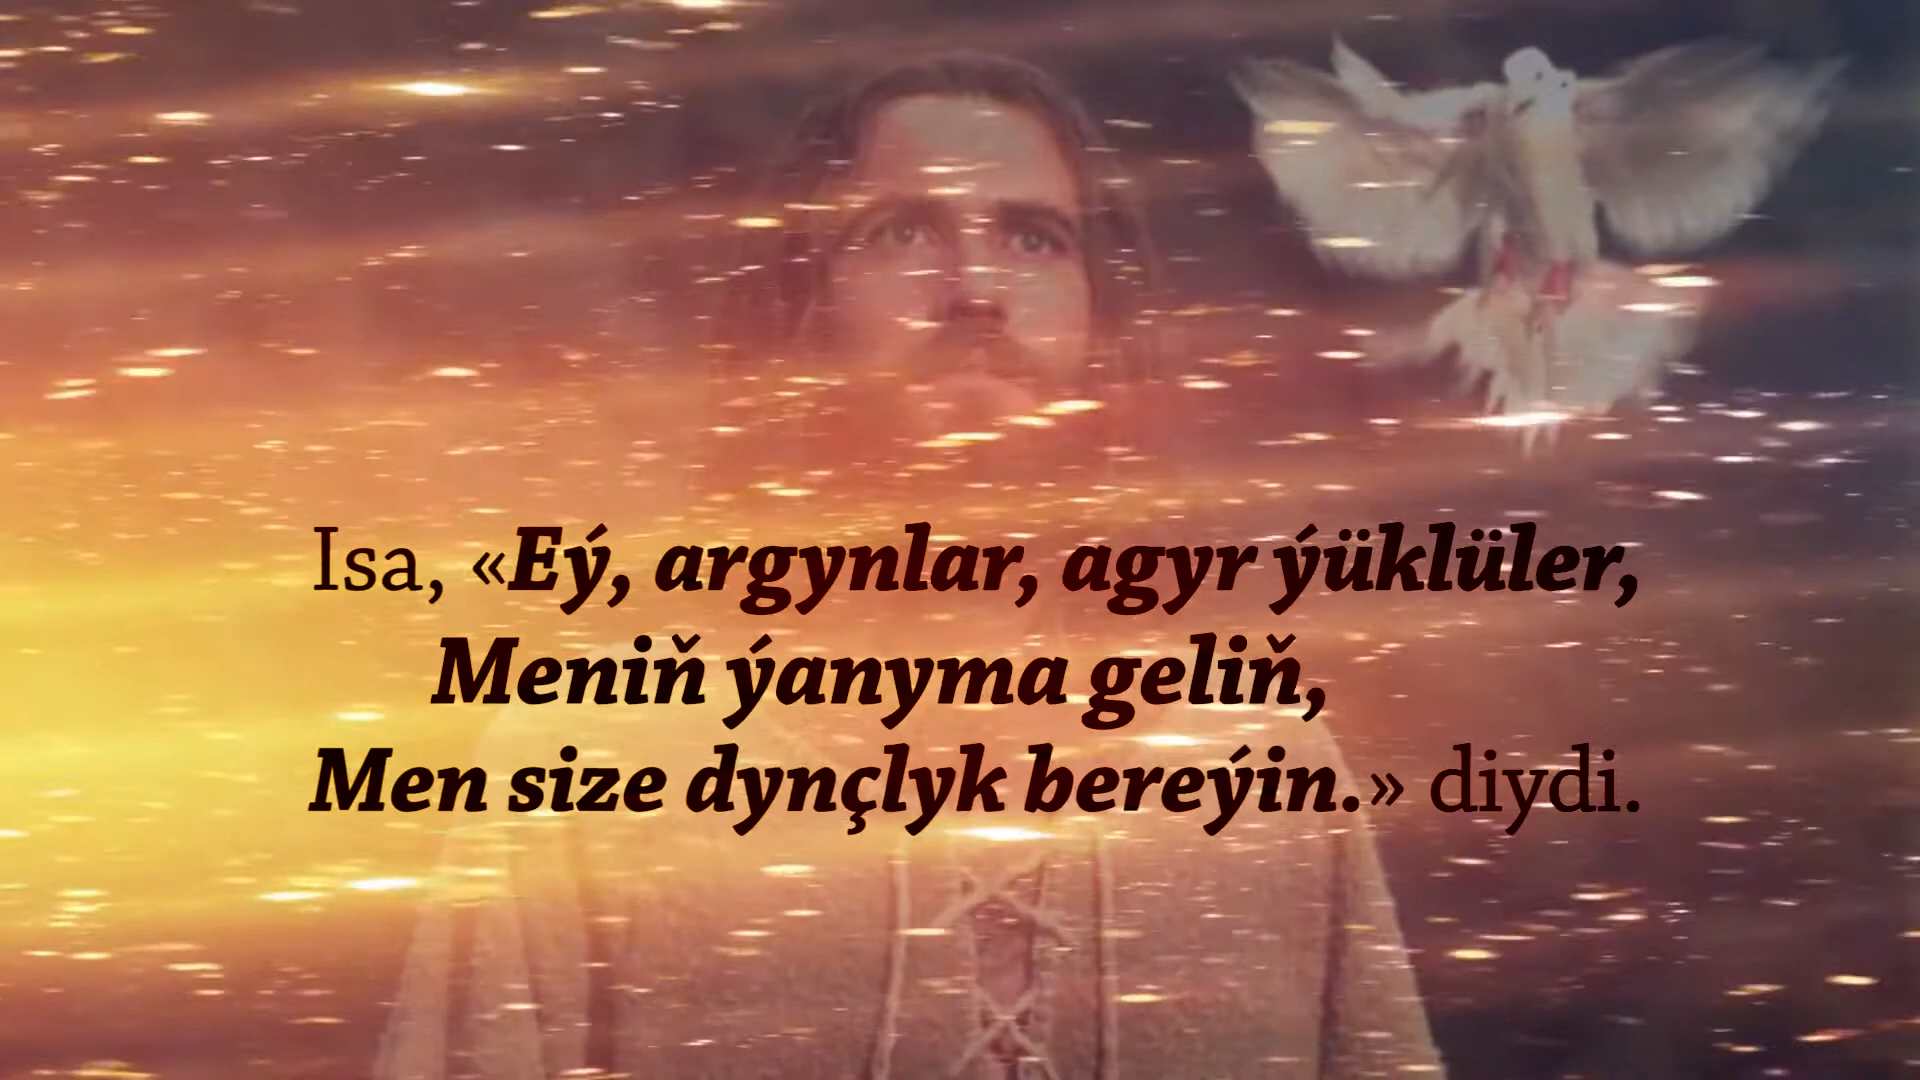 Isa, «Eý, argynlar, agyr ýüklüler,
Meniň ýanyma geliň,
Men size dynçlyk bereýin.» diydi.